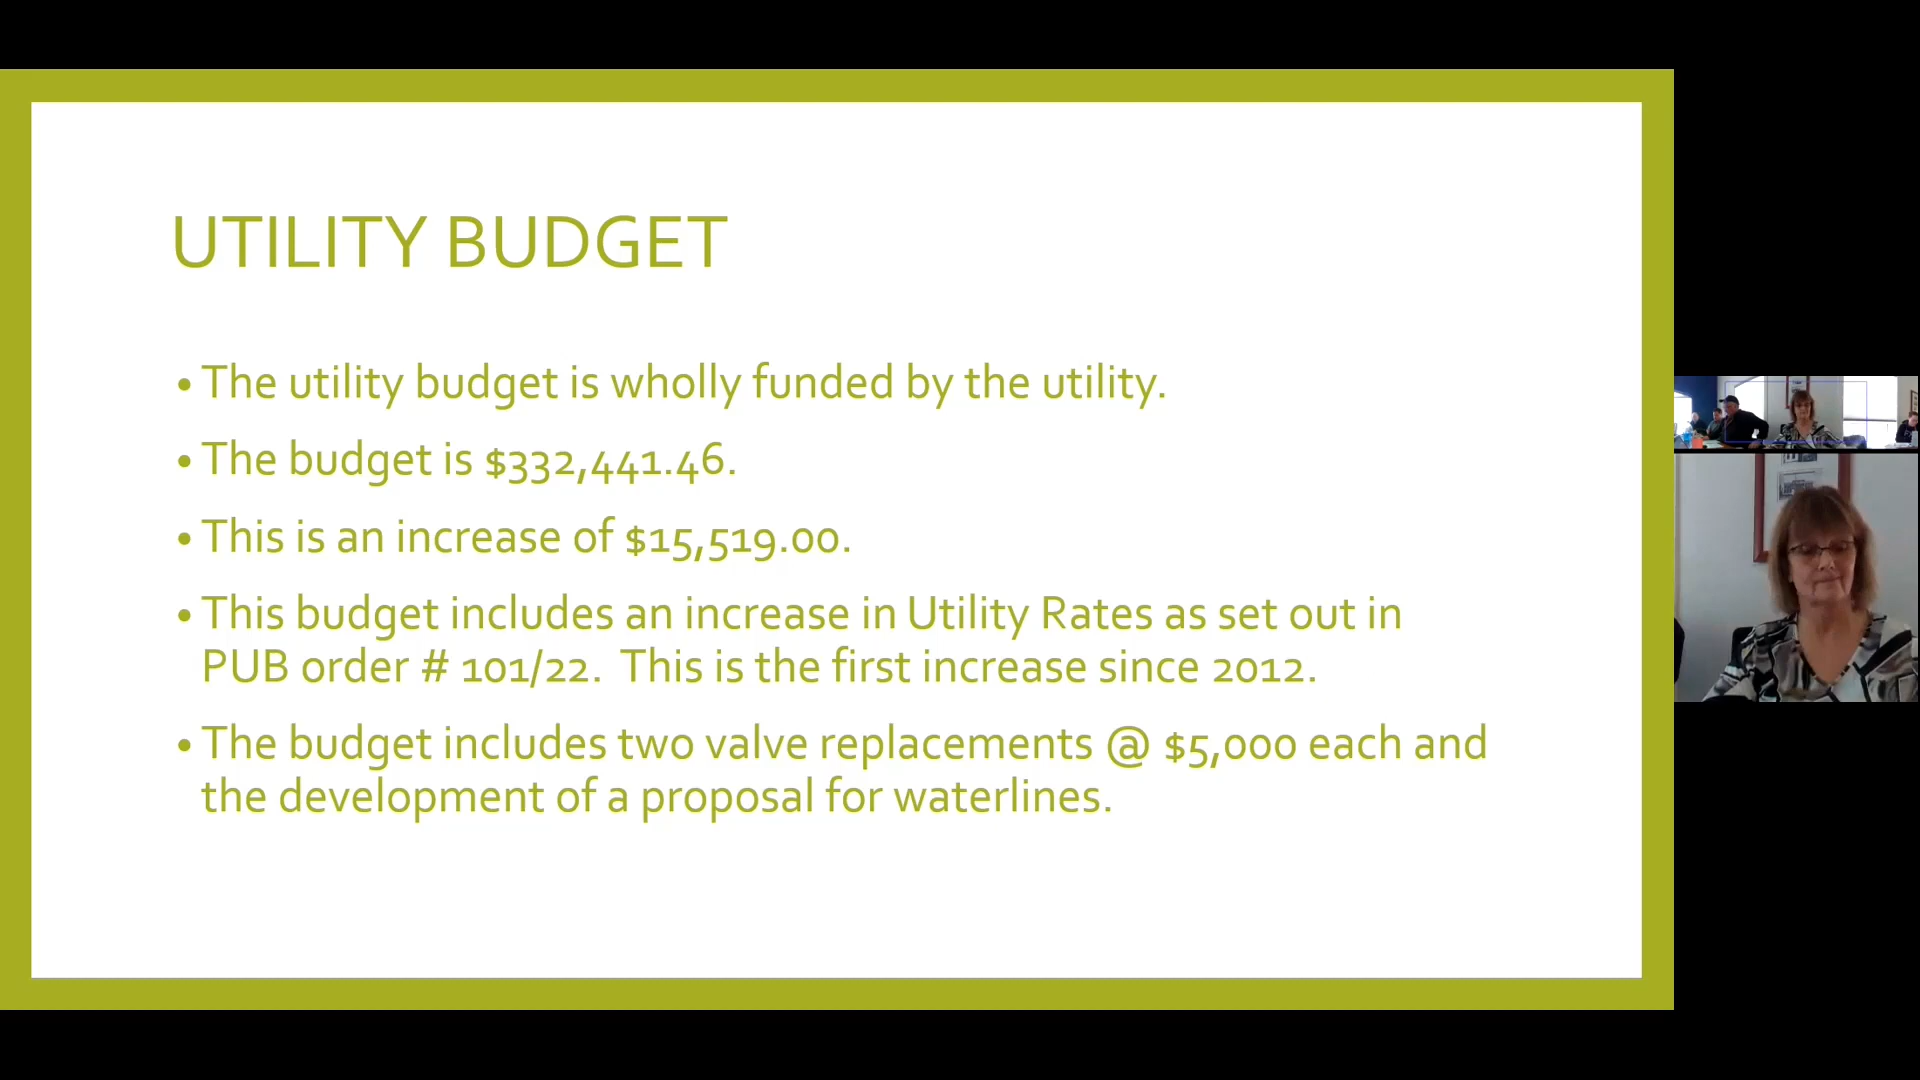 UTILITY BUDGET
• The utility budget is wholly funded by the utility.
• The budget is $332,441.46.
• This is an increase of $15,519.00.
• This budget includes an increase in Utility Rates as set out in
PUB order # 101/22.  This is the first increase since 2012.
• The budget includes two valve replacements @ $5,000 each and
the development of a proposal for waterlines.